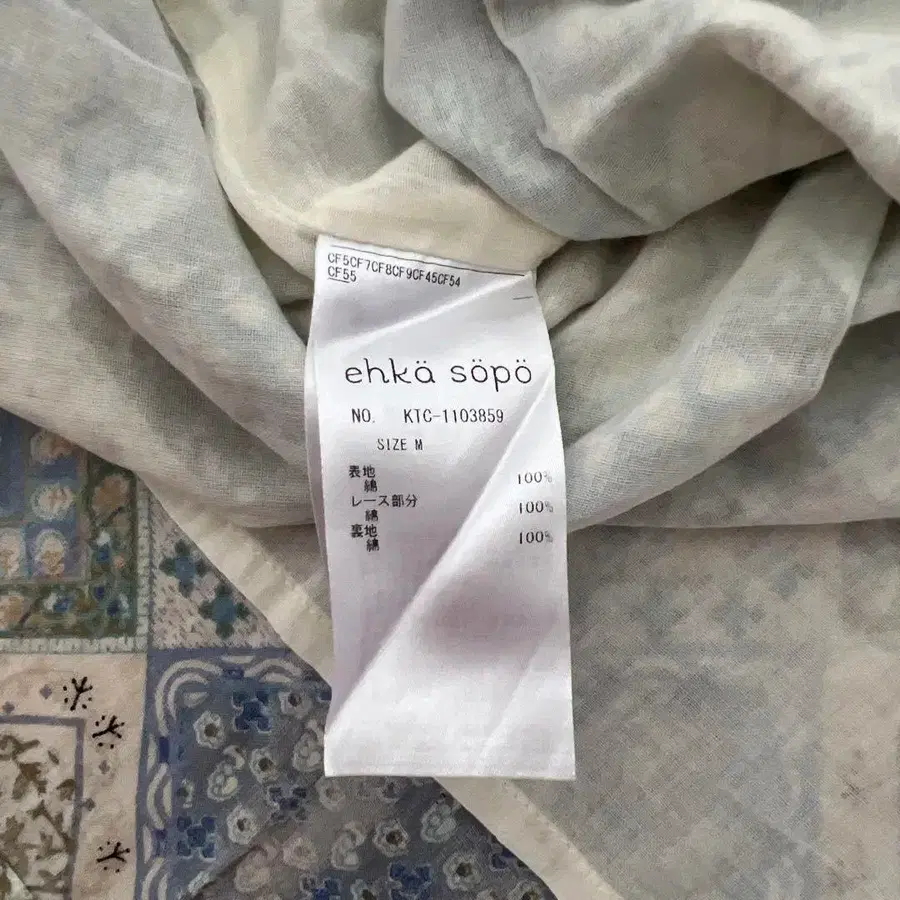 CF5CF7CF8CF9CF45CF54
CF55
ehkä söpö
NO. KTC-1103859
SIZE M
表地
綿 100%
レース部分
綿 100%
裏地
綿 100%